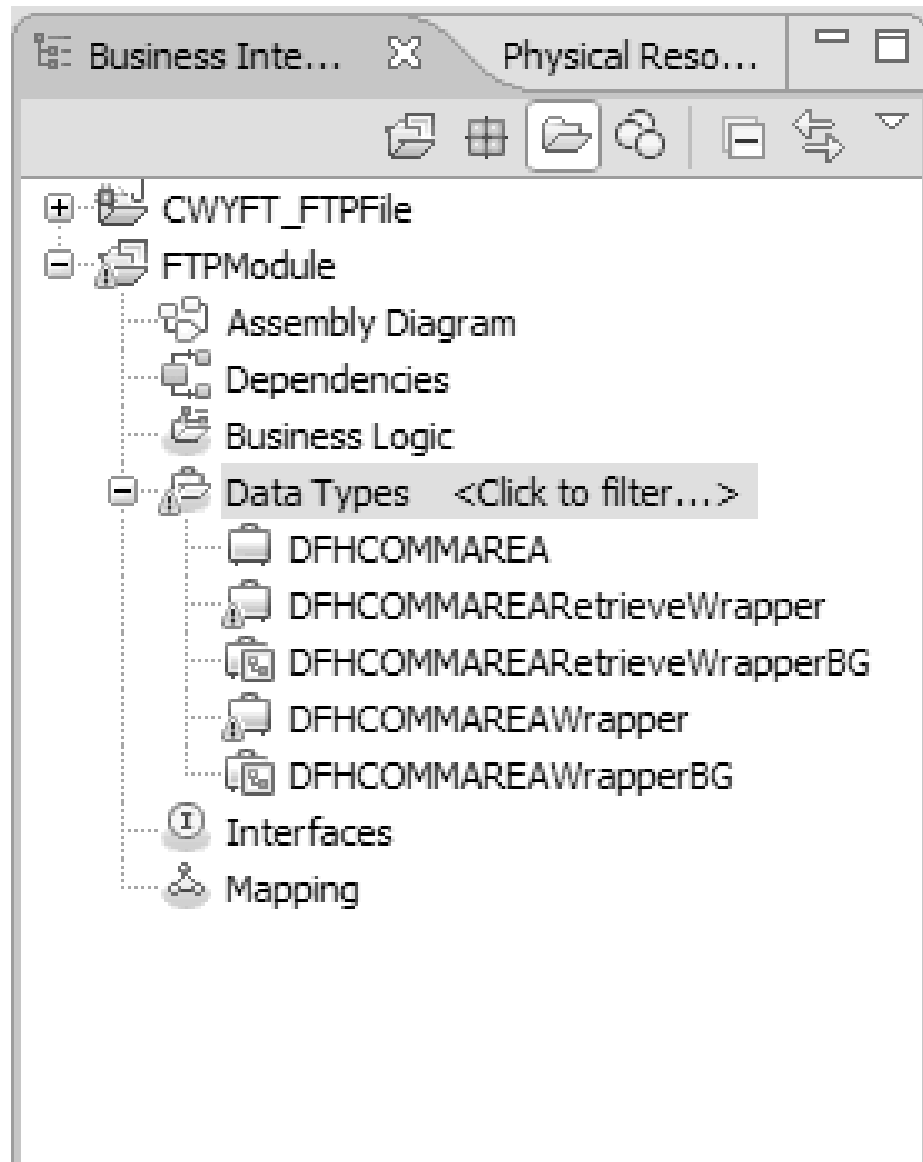 Business Inte...
Physical Reso...
CWYFT_FTPFile
FTPModule
Assembly Diagram
Dependencies
Business Logic
Data Types <Click to filter...>
DFHCOMMAREA
DFHCOMMAREARetrieveWrapper
DFHCOMMAREARetrieveWrapperBG
DFHCOMMAREAWrapper
DFHCOMMAREAWrapperBG
Interfaces
Mapping